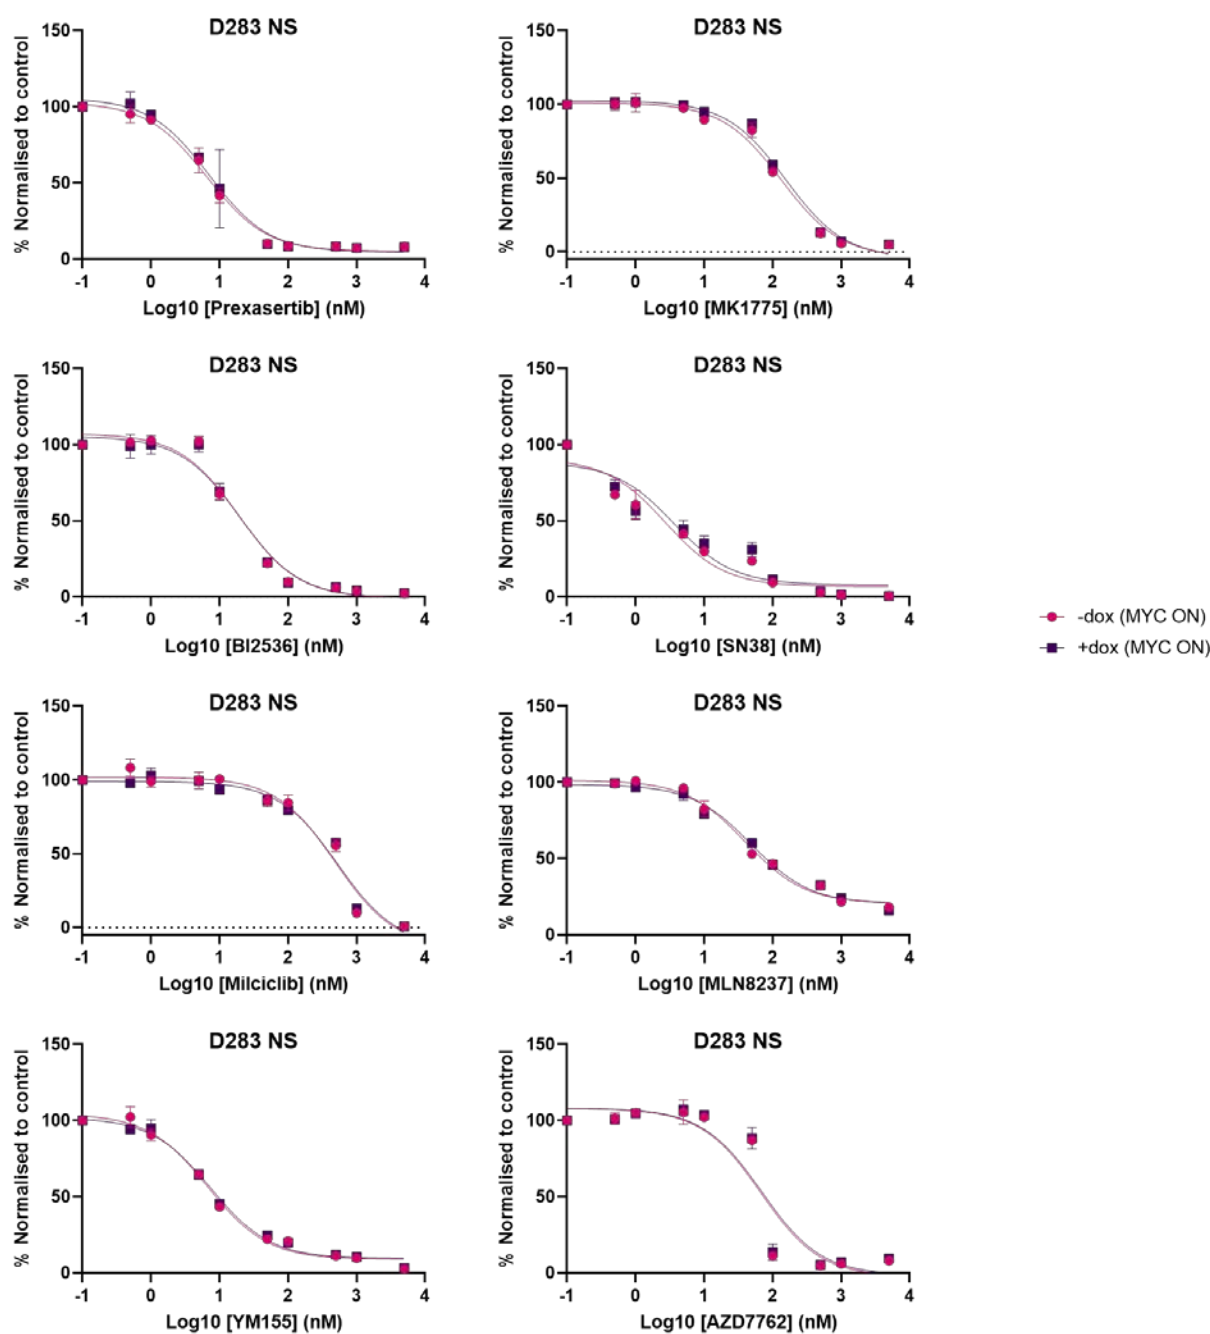 D283 NS
150
100
50
0
% Normalised to control
-1 0 1 2 3 4
Log10 [Prexasertib] (nM)
D283 NS
150
100
50
0
% Normalised to control
-1 0 1 2 3 4
Log10 [MK1775] (nM)
D283 NS
150
100
50
0
% Normalised to control
-1 0 1 2 3 4
Log10 [BI2536] (nM)
D283 NS
150
100
50
0
% Normalised to control
-1 0 1 2 3 4
Log10 [SN38] (nM)
-dox (MYC ON)
+dox (MYC ON)
D283 NS
150
100
50
0
% Normalised to control
-1 0 1 2 3 4
Log10 [Milciclib] (nM)
D283 NS
150
100
50
0
% Normalised to control
-1 0 1 2 3 4
Log10 [MLN8237] (nM)
D283 NS
150
100
50
0
% Normalised to control
-1 0 1 2 3 4
Log10 [YM155] (nM)
D283 NS
150
100
50
0
% Normalised to control
-1 0 1 2 3 4
Log10 [AZD7762] (nM)